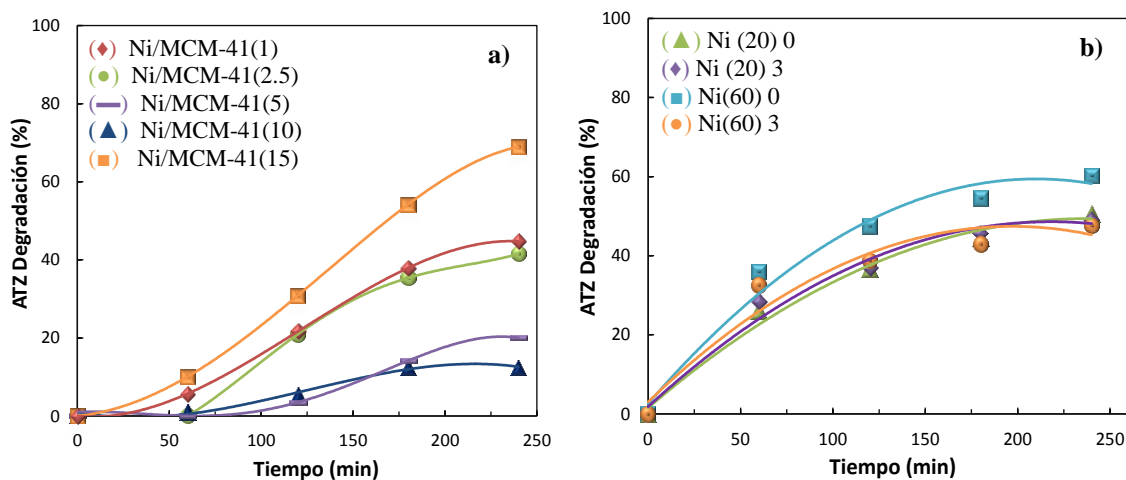 a)
( ) Ni/MCM-41(1)
( ) Ni/MCM-41(2.5)
( ) Ni/MCM-41(5)
( ) Ni/MCM-41(10)
( ) Ni/MCM-41(15)
ATZ Degradación (%)
100
80
60
40
20
0
0 50 100 150 200 250
Tiempo (min)
b)
( ) Ni (20) 0
( ) Ni (20) 3
( ) Ni(60) 0
( ) Ni(60) 3
ATZ Degradación (%)
100
80
60
40
20
0
0 50 100 150 200 250
Tiempo (min)